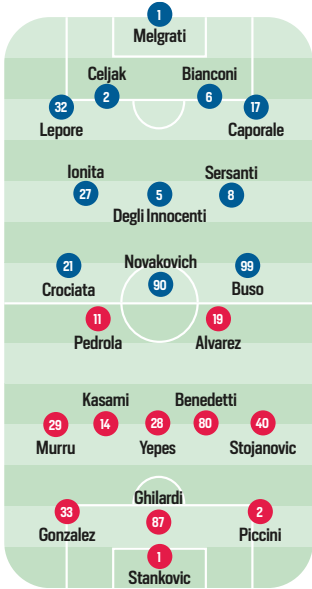 1
Melgrati
Celjak Bianconi
32 2 6 17
Lepore Caporale
Ionita Sersanti
27 5 8
Degli Innocenti
21 Novakovich 99
Crociata 90 Buso
11 19
Pedrola Alvarez
Kasami Benedetti
29 14 28 80 40
Murru Yepes Stojanovic
Ghilardi
33 87 2
Gonzalez Piccini
1
Stankovic